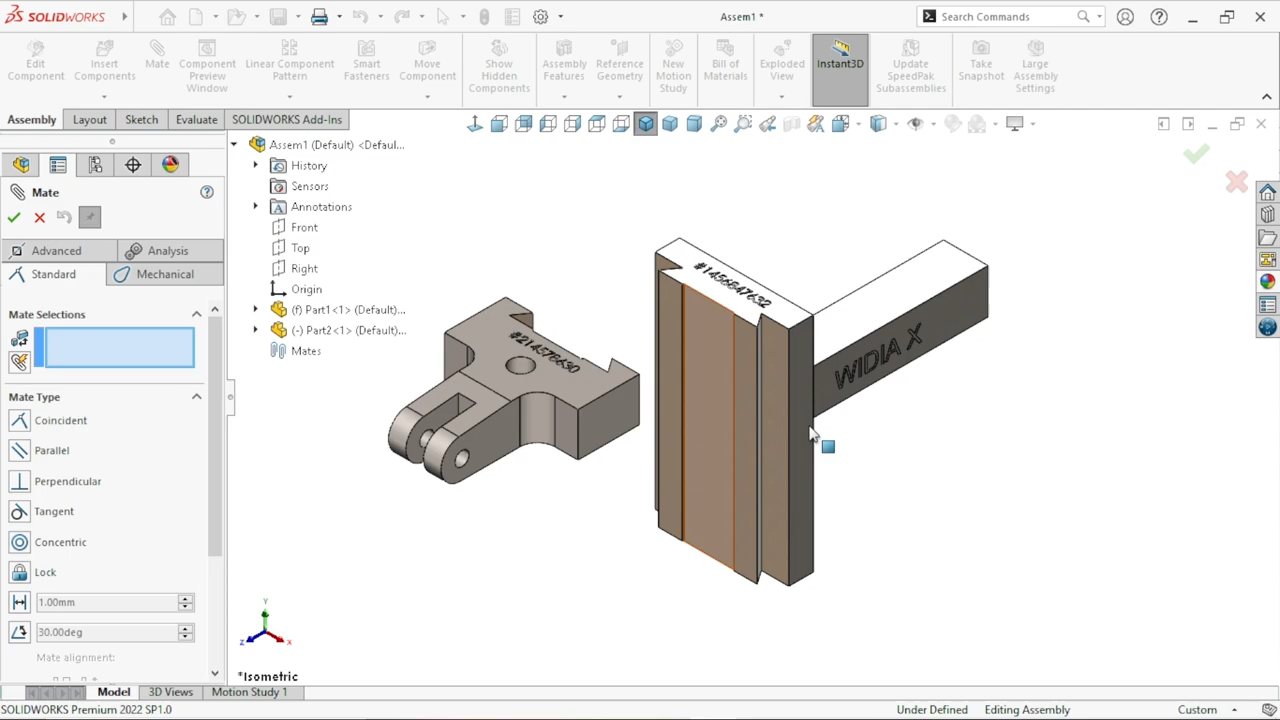 SOLIDWORKS
Assem1 *
Search Commands
Edit Component
Insert Components
Mate
Component Preview Window
Linear Component Pattern
Smart Fasteners
Move Component
Show Hidden Components
Assembly Features
Reference Geometry
New Motion Study
Bill of Materials
Exploded View
Instant3D
Update SpeedPak Subassemblies
Take Snapshot
Large Assembly Settings
Assembly
Layout
Sketch
Evaluate
SOLIDWORKS Add-Ins
Mate
Advanced
Analysis
Standard
Mechanical
Mate Selections
Mate Type
Coincident
Parallel
Perpendicular
Tangent
Concentric
Lock
1.00mm
30.00deg
Mate alignment:
Assem1 (Default) <Defaul...
History
Sensors
Annotations
Front
Top
Right
Origin
(f) Part1<1> (Default)...
(-) Part2<1> (Default)...
Mates
#1456847632
#214578630
WIDIA X
Y
Z
X
*Isometric
Model
3D Views
Motion Study 1
SOLIDWORKS Premium 2022 SP1.0
Under Defined
Editing Assembly
Custom